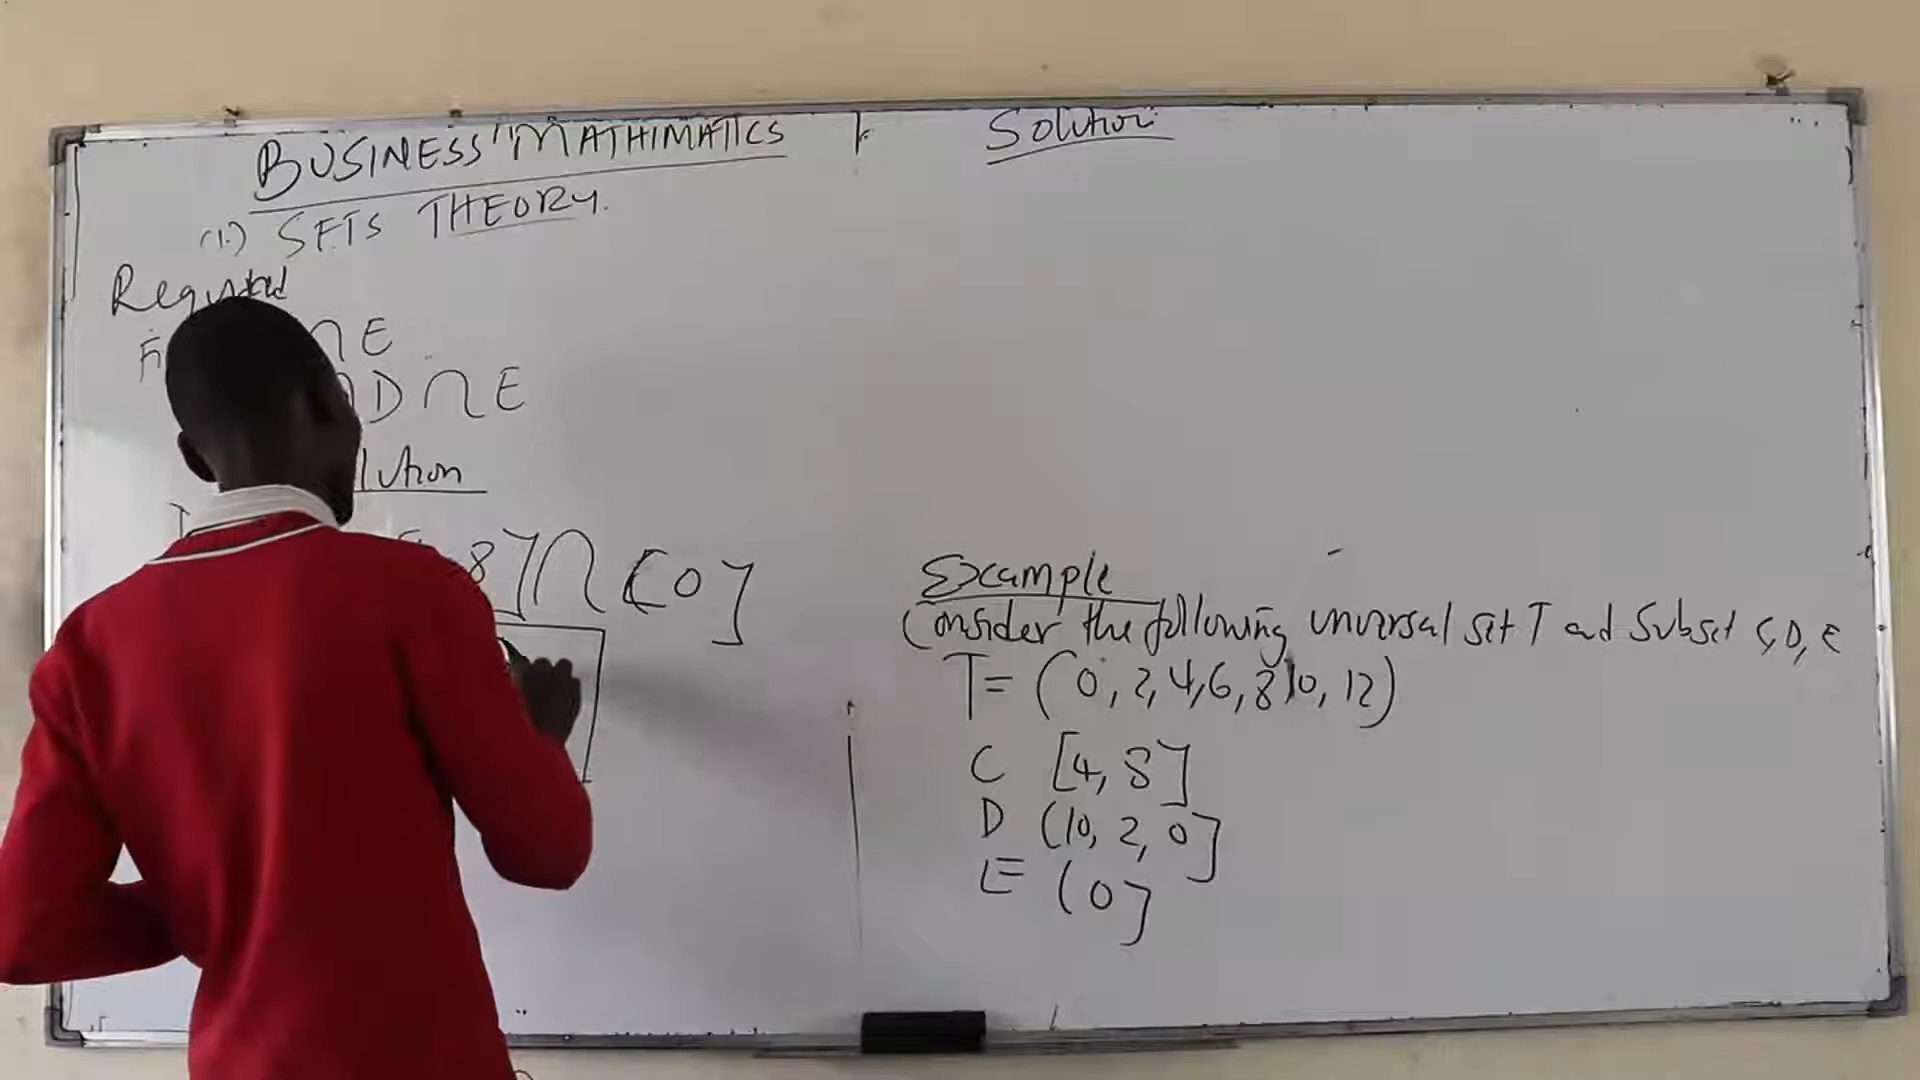 BUSINESS MATHIMATICS 1.
(1.) SETS THEORY.
Required
∩ E
∩ D ∩ E
lution
8] ∩ [0]
Solution
Example
Consider the following universal set T and Subset C, D, E
T = (0, 2, 4, 6, 8 10, 12)
C [4, 8]
D (10, 2, 0]
E (0]